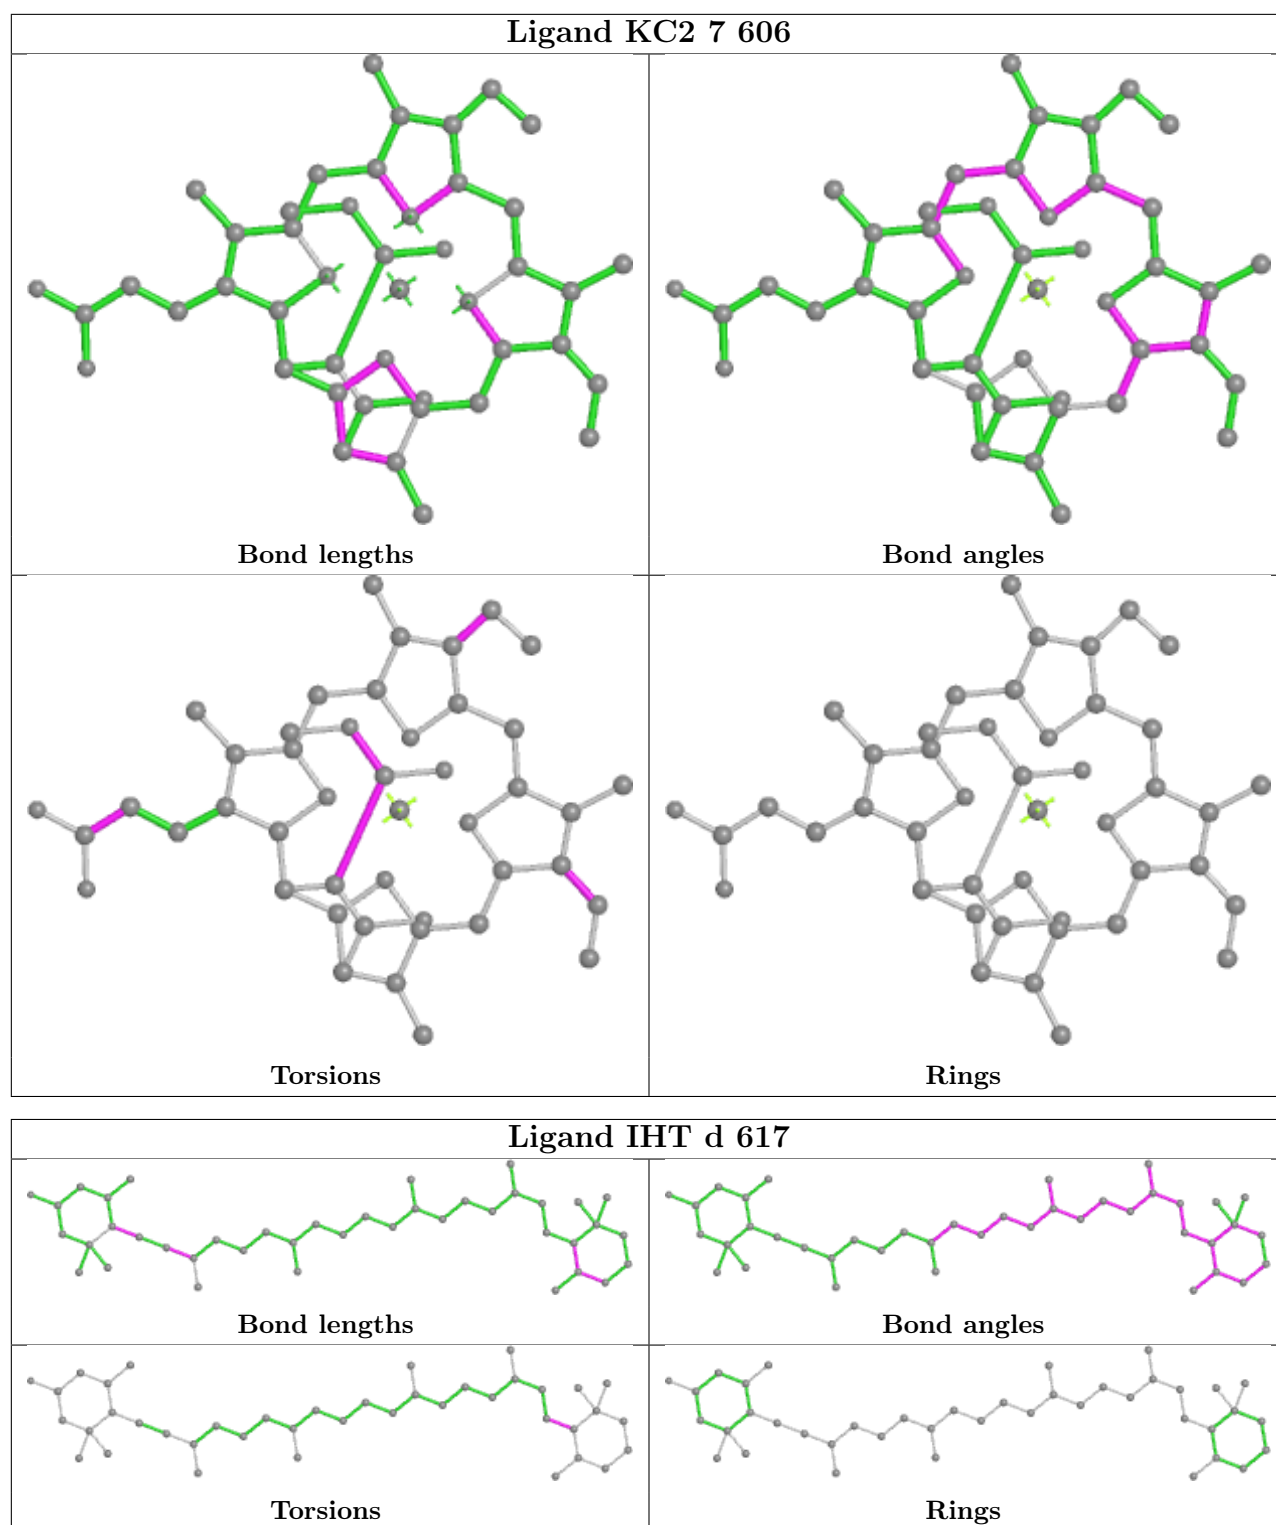 Ligand KC2 7 606
Bond lengths
Bond angles
Torsions
Rings
Ligand IHT d 617
Bond lengths
Bond angles
Torsions
Rings